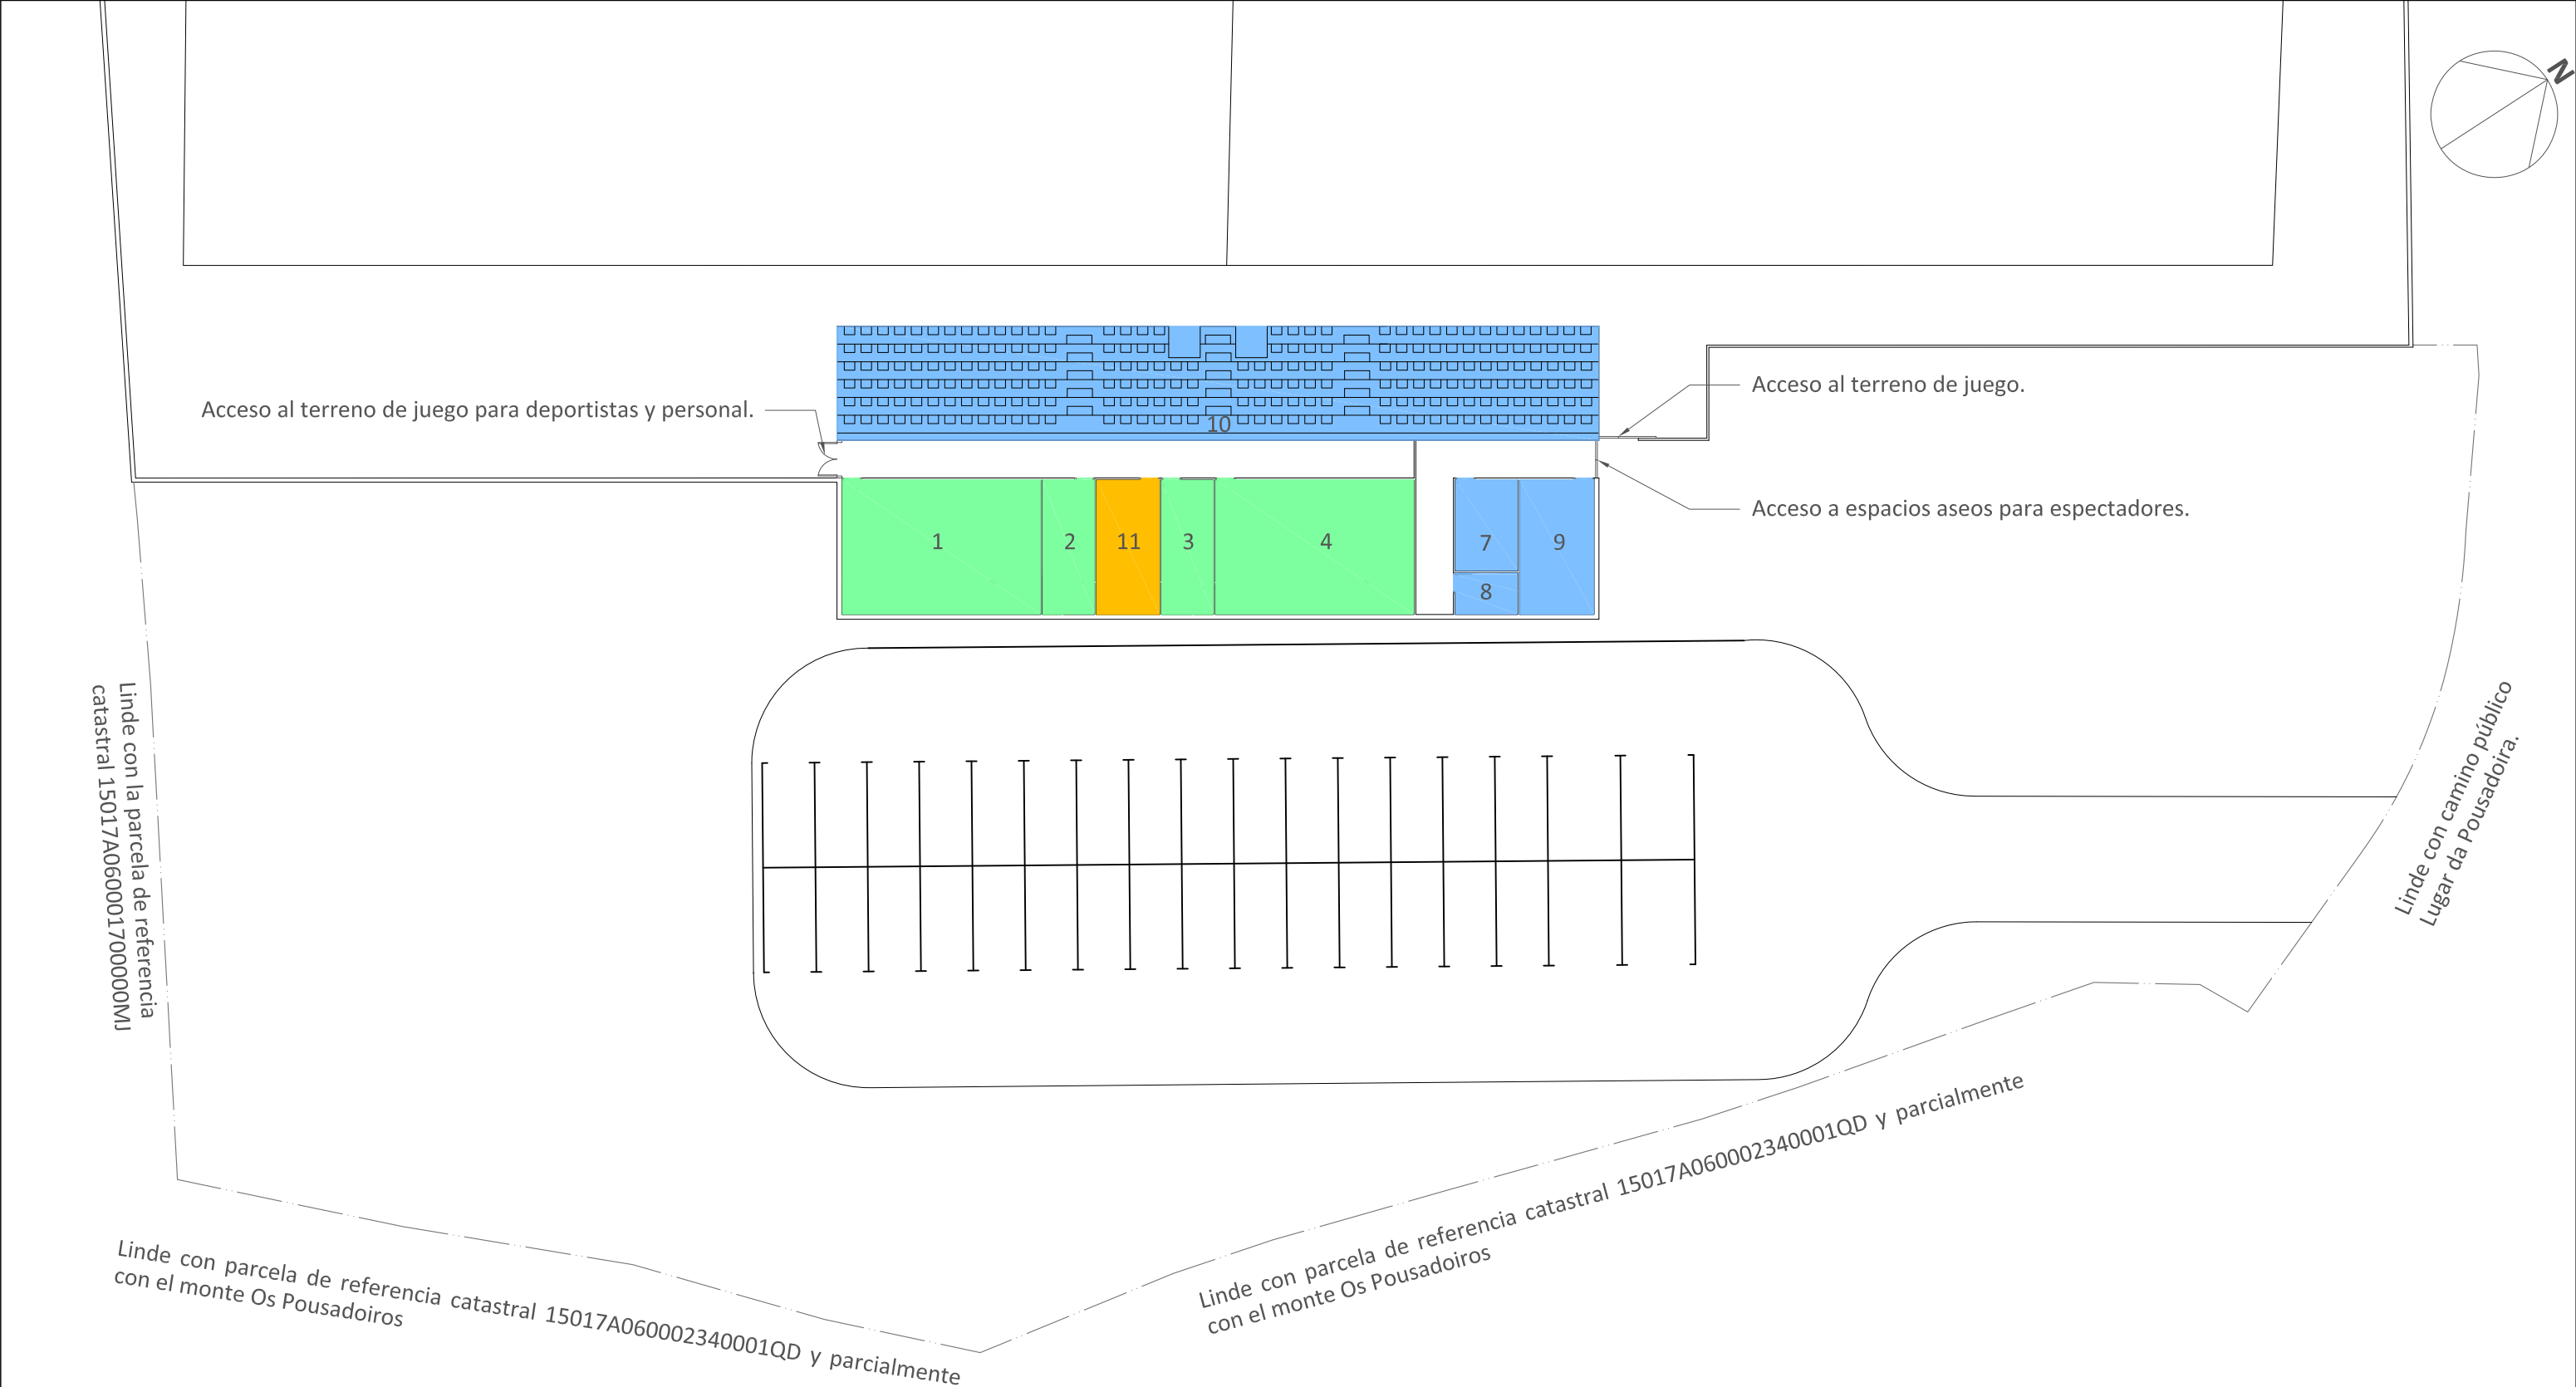 N
Acceso al terreno de juego.
Acceso al terreno de juego para deportistas y personal.
10
Acceso a espacios aseos para espectadores.
1
2
11
3
4
7
9
8
Linde con la parcela de referencia
catastral 15017A060001700000MJ
Linde con camino público
Lugar da Pousadoira.
Linde con parcela de referencia catastral 15017A060002340001QD y parcialmente
con el monte Os Pousadoiros
Linde con parcela de referencia catastral 15017A060002340001QD y parcialmente
con el monte Os Pousadoiros